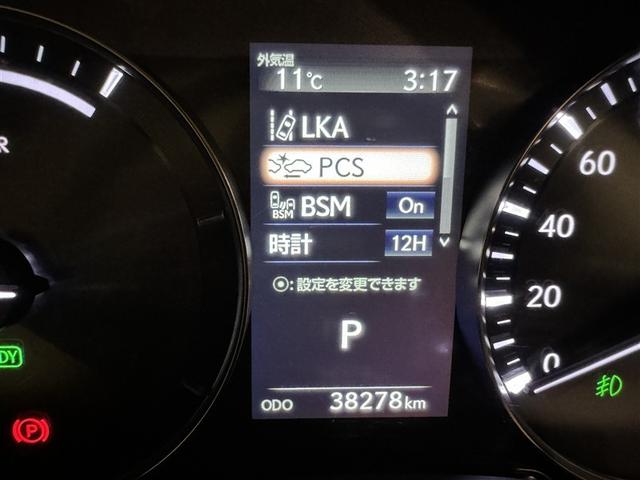 外気温
11℃ 3:17
LKA
PCS
BSM BSM On
時計 12H
⦿:設定を変更できます
P
ODO 38278km
R
DY
P
60
40
20
0